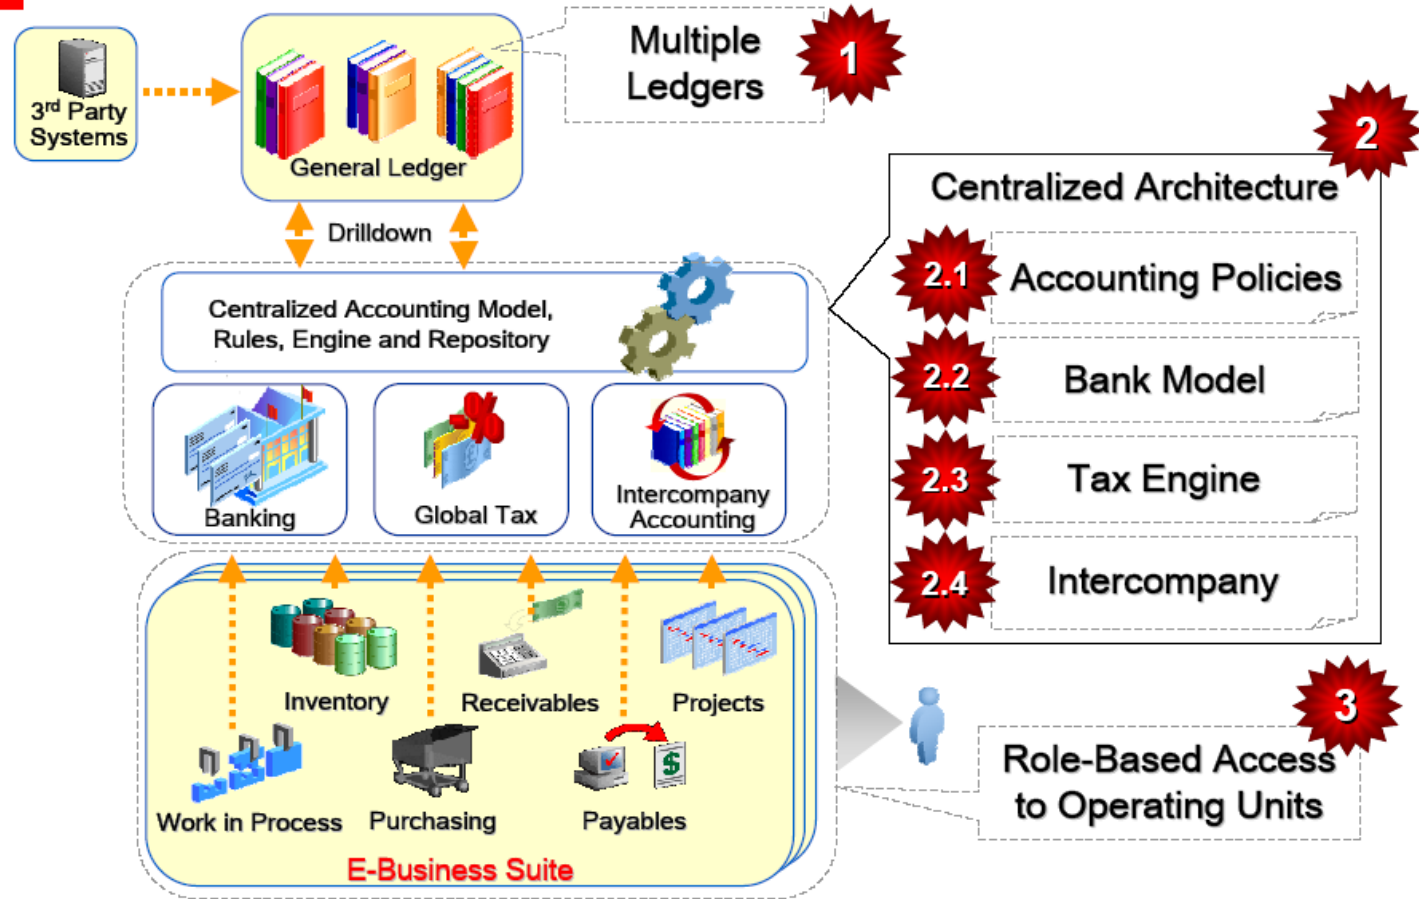 3rd Party
Systems
General Ledger
Multiple
Ledgers
1
Drilldown
Centralized Accounting Model,
Rules, Engine and Repository
Banking
Global Tax
Intercompany
Accounting
2
Centralized Architecture
2.1
Accounting Policies
2.2
Bank Model
2.3
Tax Engine
2.4
Intercompany
Inventory
Receivables
Projects
Work in Process
Purchasing
Payables
E-Business Suite
3
Role-Based Access
to Operating Units